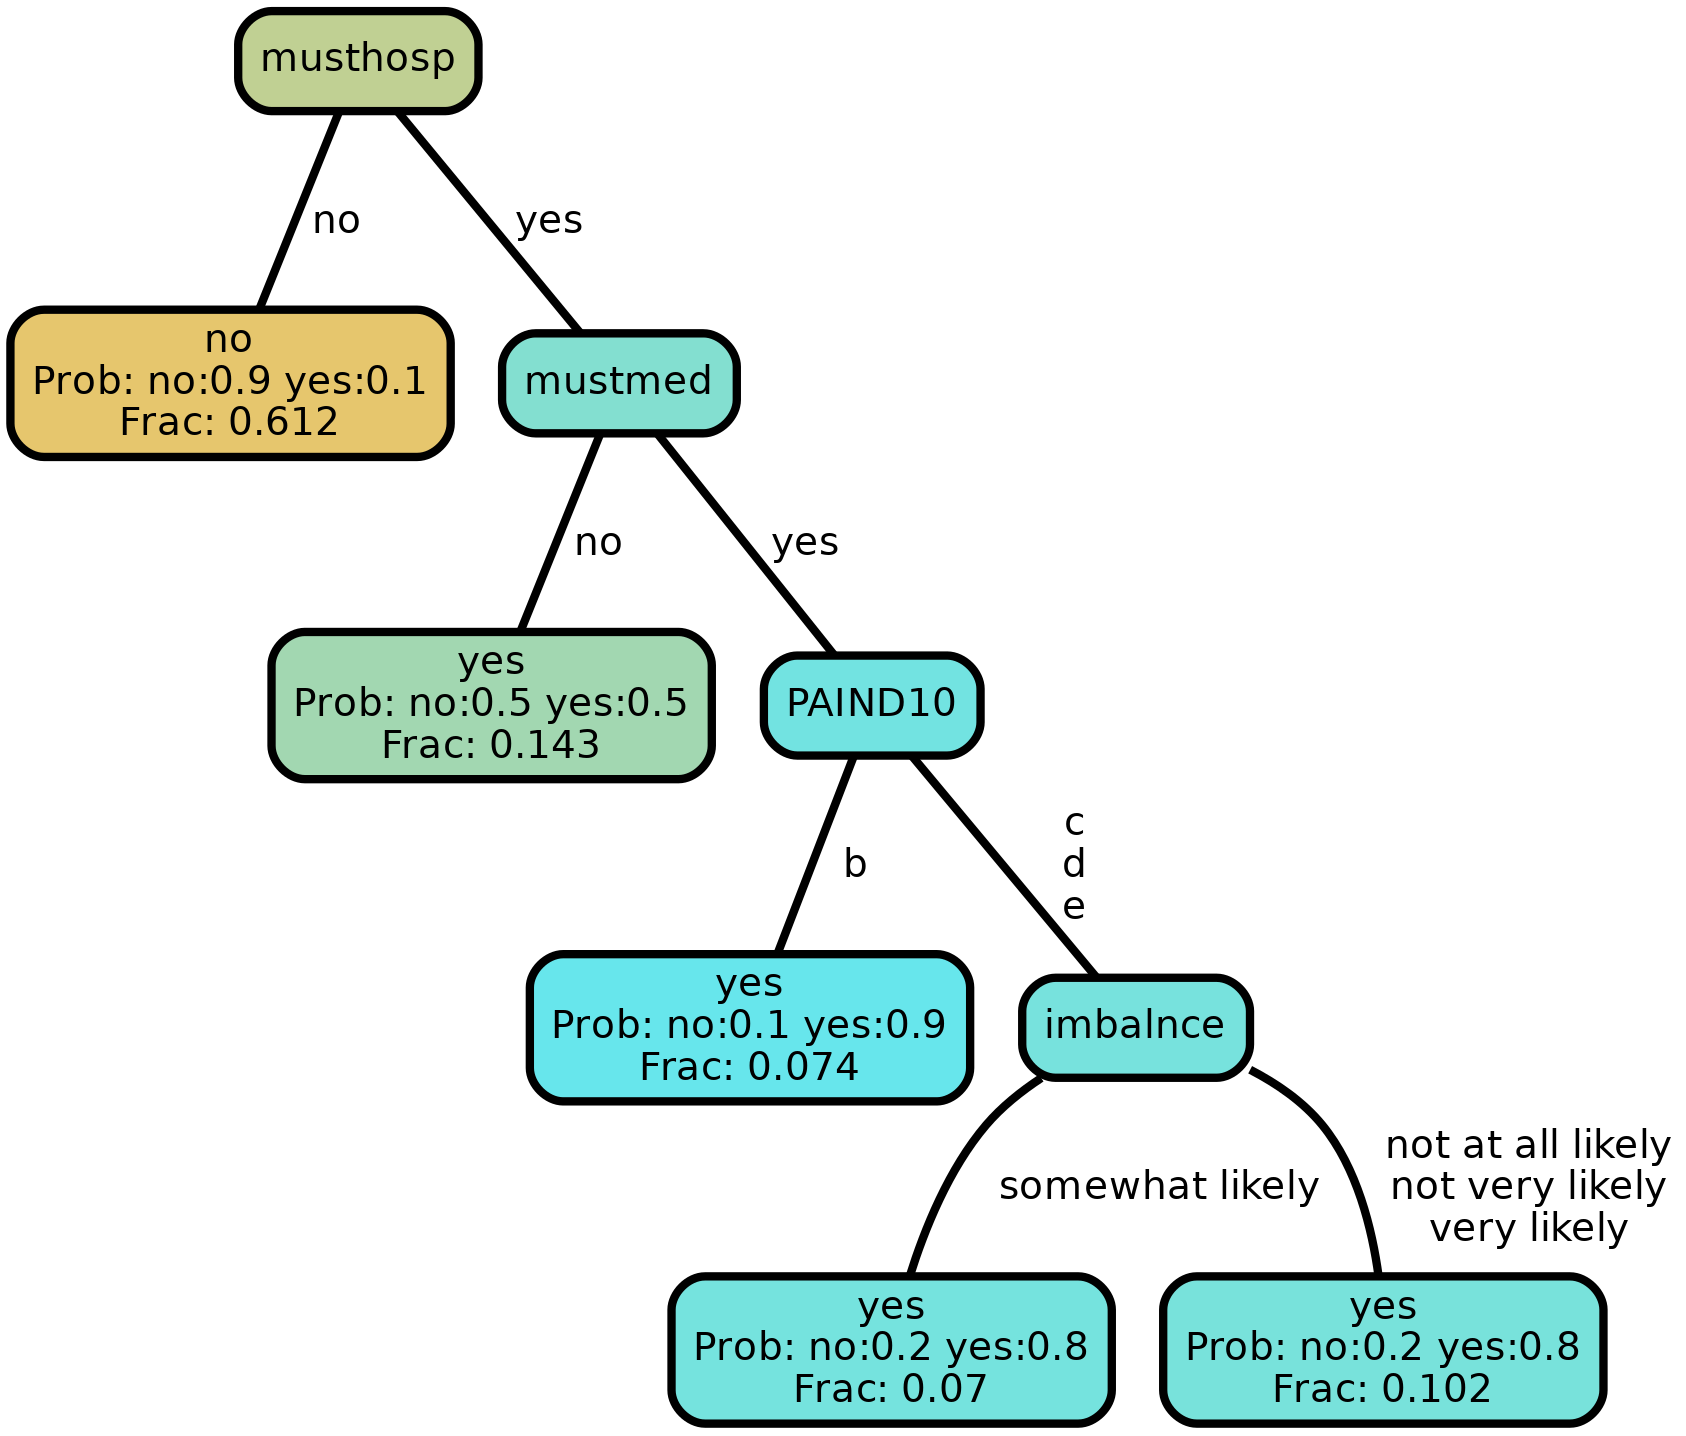 musthosp
no
yes
no
Prob: no:0.9 yes:0.1
Frac: 0.612
mustmed
no
yes
yes
Prob: no:0.5 yes:0.5
Frac: 0.143
PAIND10
b
c
d
e
yes
Prob: no:0.1 yes:0.9
Frac: 0.074
imbalnce
somewhat likely
not at all likely
not very likely
very likely
yes
Prob: no:0.2 yes:0.8
Frac: 0.07
yes
Prob: no:0.2 yes:0.8
Frac: 0.102